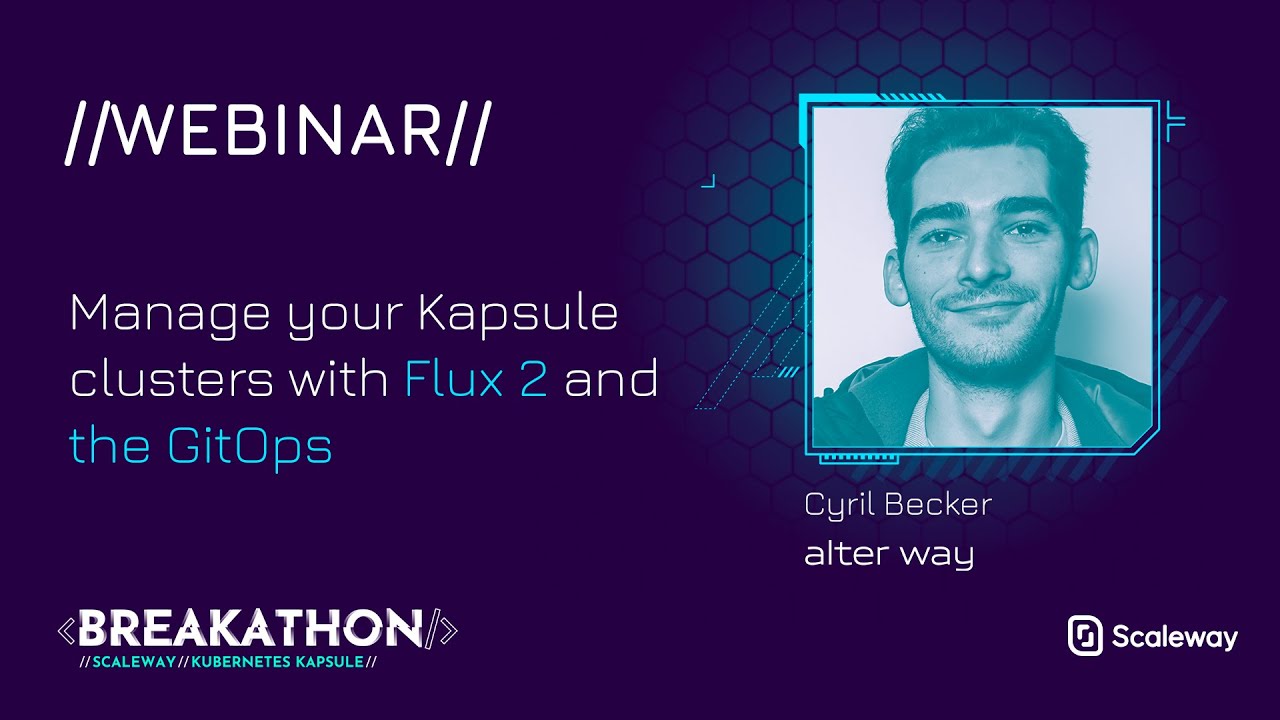 //WEBINAR//
Manage your Kapsule
clusters with Flux 2 and
the GitOps
Cyril Becker
alter way
<BREAKATHON/>
//SCALEWAY//KUBERNETES KAPSULE//
Scaleway